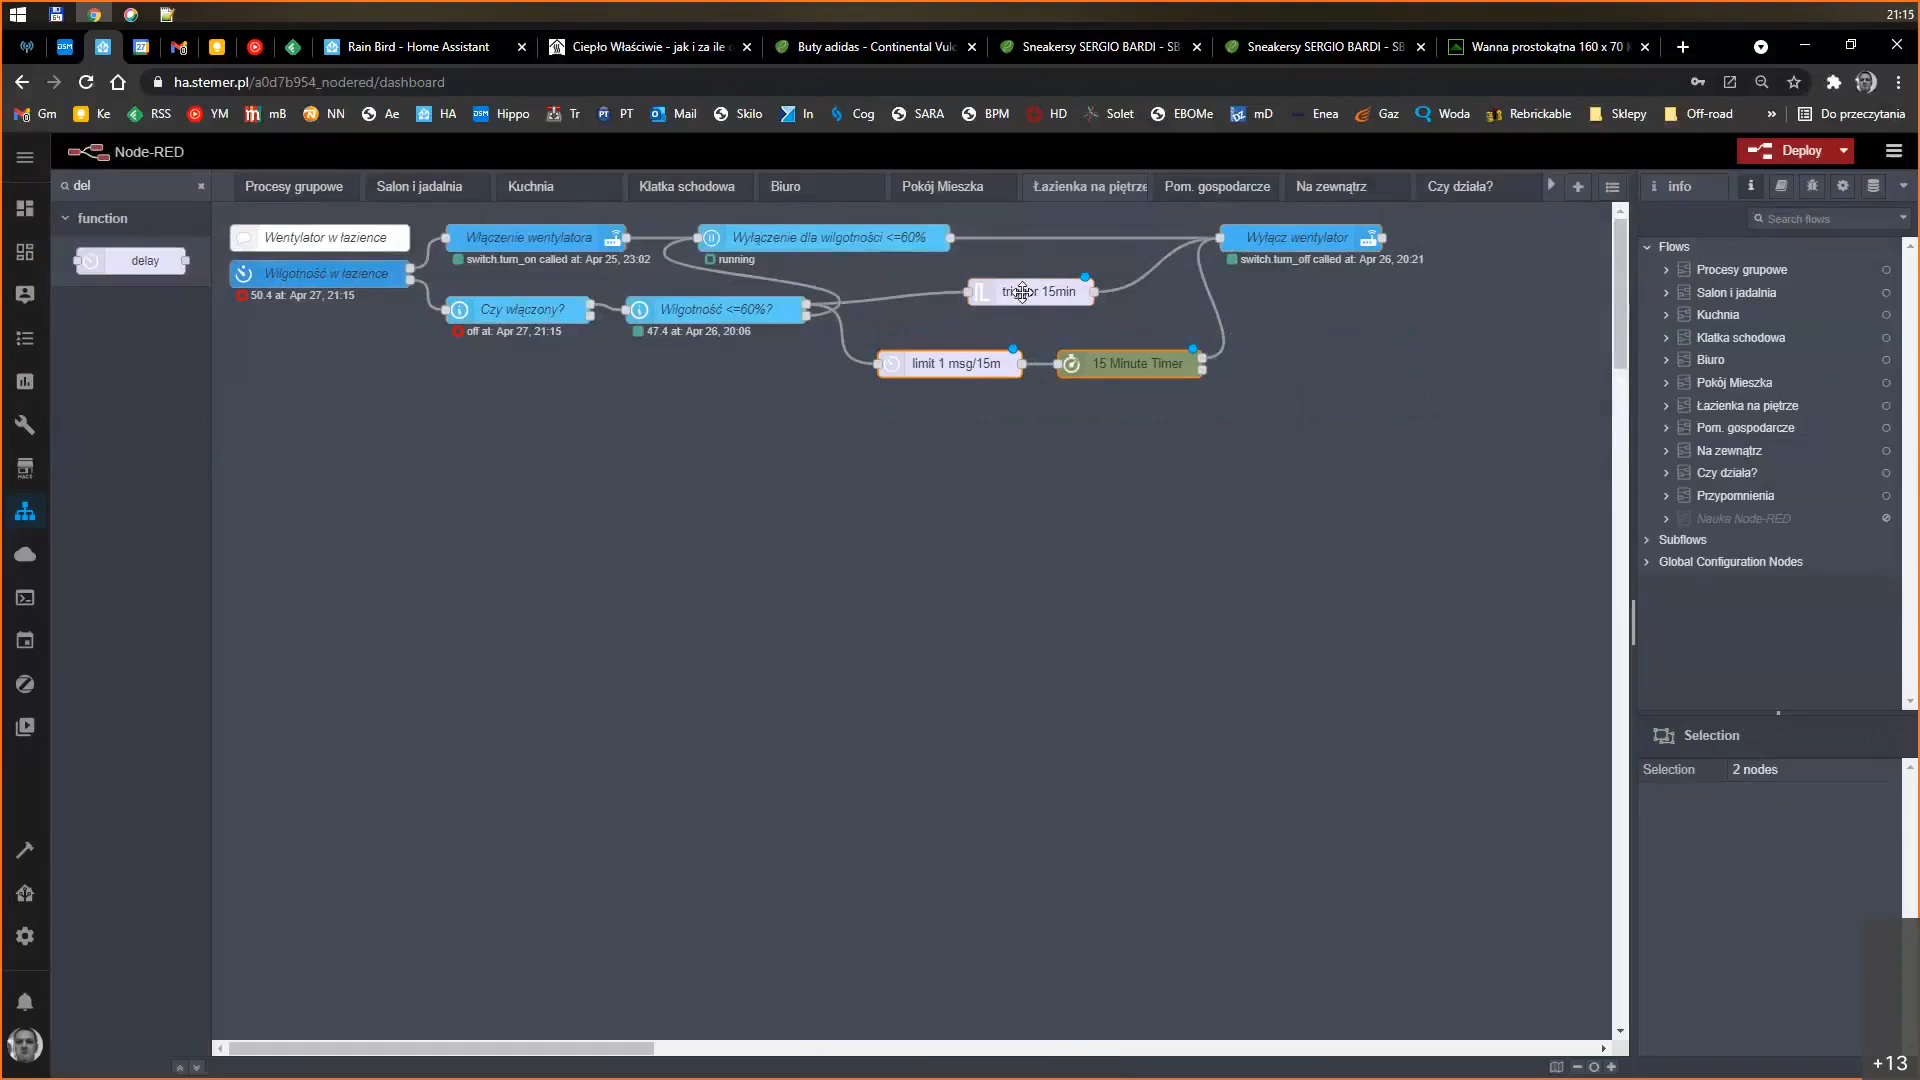 21:15
Rain Bird - Home Assistant
Ciepło Właściwie - jak i za ile
Buty adidas - Continental Vulc
Sneakersy SERGIO BARDI - SB
Sneakersy SERGIO BARDI - SB
Wanna prostokątna 160 x 70
ha.stemer.pl/a0d7b954_nodered/dashboard
Gm
Ke
RSS
YM
mB
NN
Ae
HA
Hippo
Tr
PT
Mail
Skilo
In
Cog
SARA
BPM
HD
Solet
EBOMe
mD
Enea
Gaz
Woda
Rebrickable
Sklepy
Off-road
»
Do przeczytania
Node-RED
Deploy
del
Procesy grupowe
Salon i jadalnia
Kuchnia
Klatka schodowa
Biuro
Pokój Mieszka
Łazienka na piętrze
Pom. gospodarcze
Na zewnątrz
Czy działa?
info
Search flows
function
delay
Wentylator w łazience
Włączenie wentylatora
switch.turn_on called at: Apr 25, 23:02
Wyłączenie dla wilgotności <=60%
running
Wyłącz wentylator
switch.turn_off called at: Apr 26, 20:21
Wilgotność w łazience
50.4 at: Apr 27, 21:15
15min
Czy włączony?
off at: Apr 27, 21:15
Wilgotność <=60%?
47.4 at: Apr 26, 20:06
limit 1 msg/15m
15 Minute Timer
Flows
Procesy grupowe
Salon i jadalnia
Kuchnia
Klatka schodowa
Biuro
Pokój Mieszka
Łazienka na piętrze
Pom. gospodarcze
Na zewnątrz
Czy działa?
Przypomnienia
Nauka Node-RED
Subflows
Global Configuration Nodes
Selection
Selection
2 nodes
HACS
+13